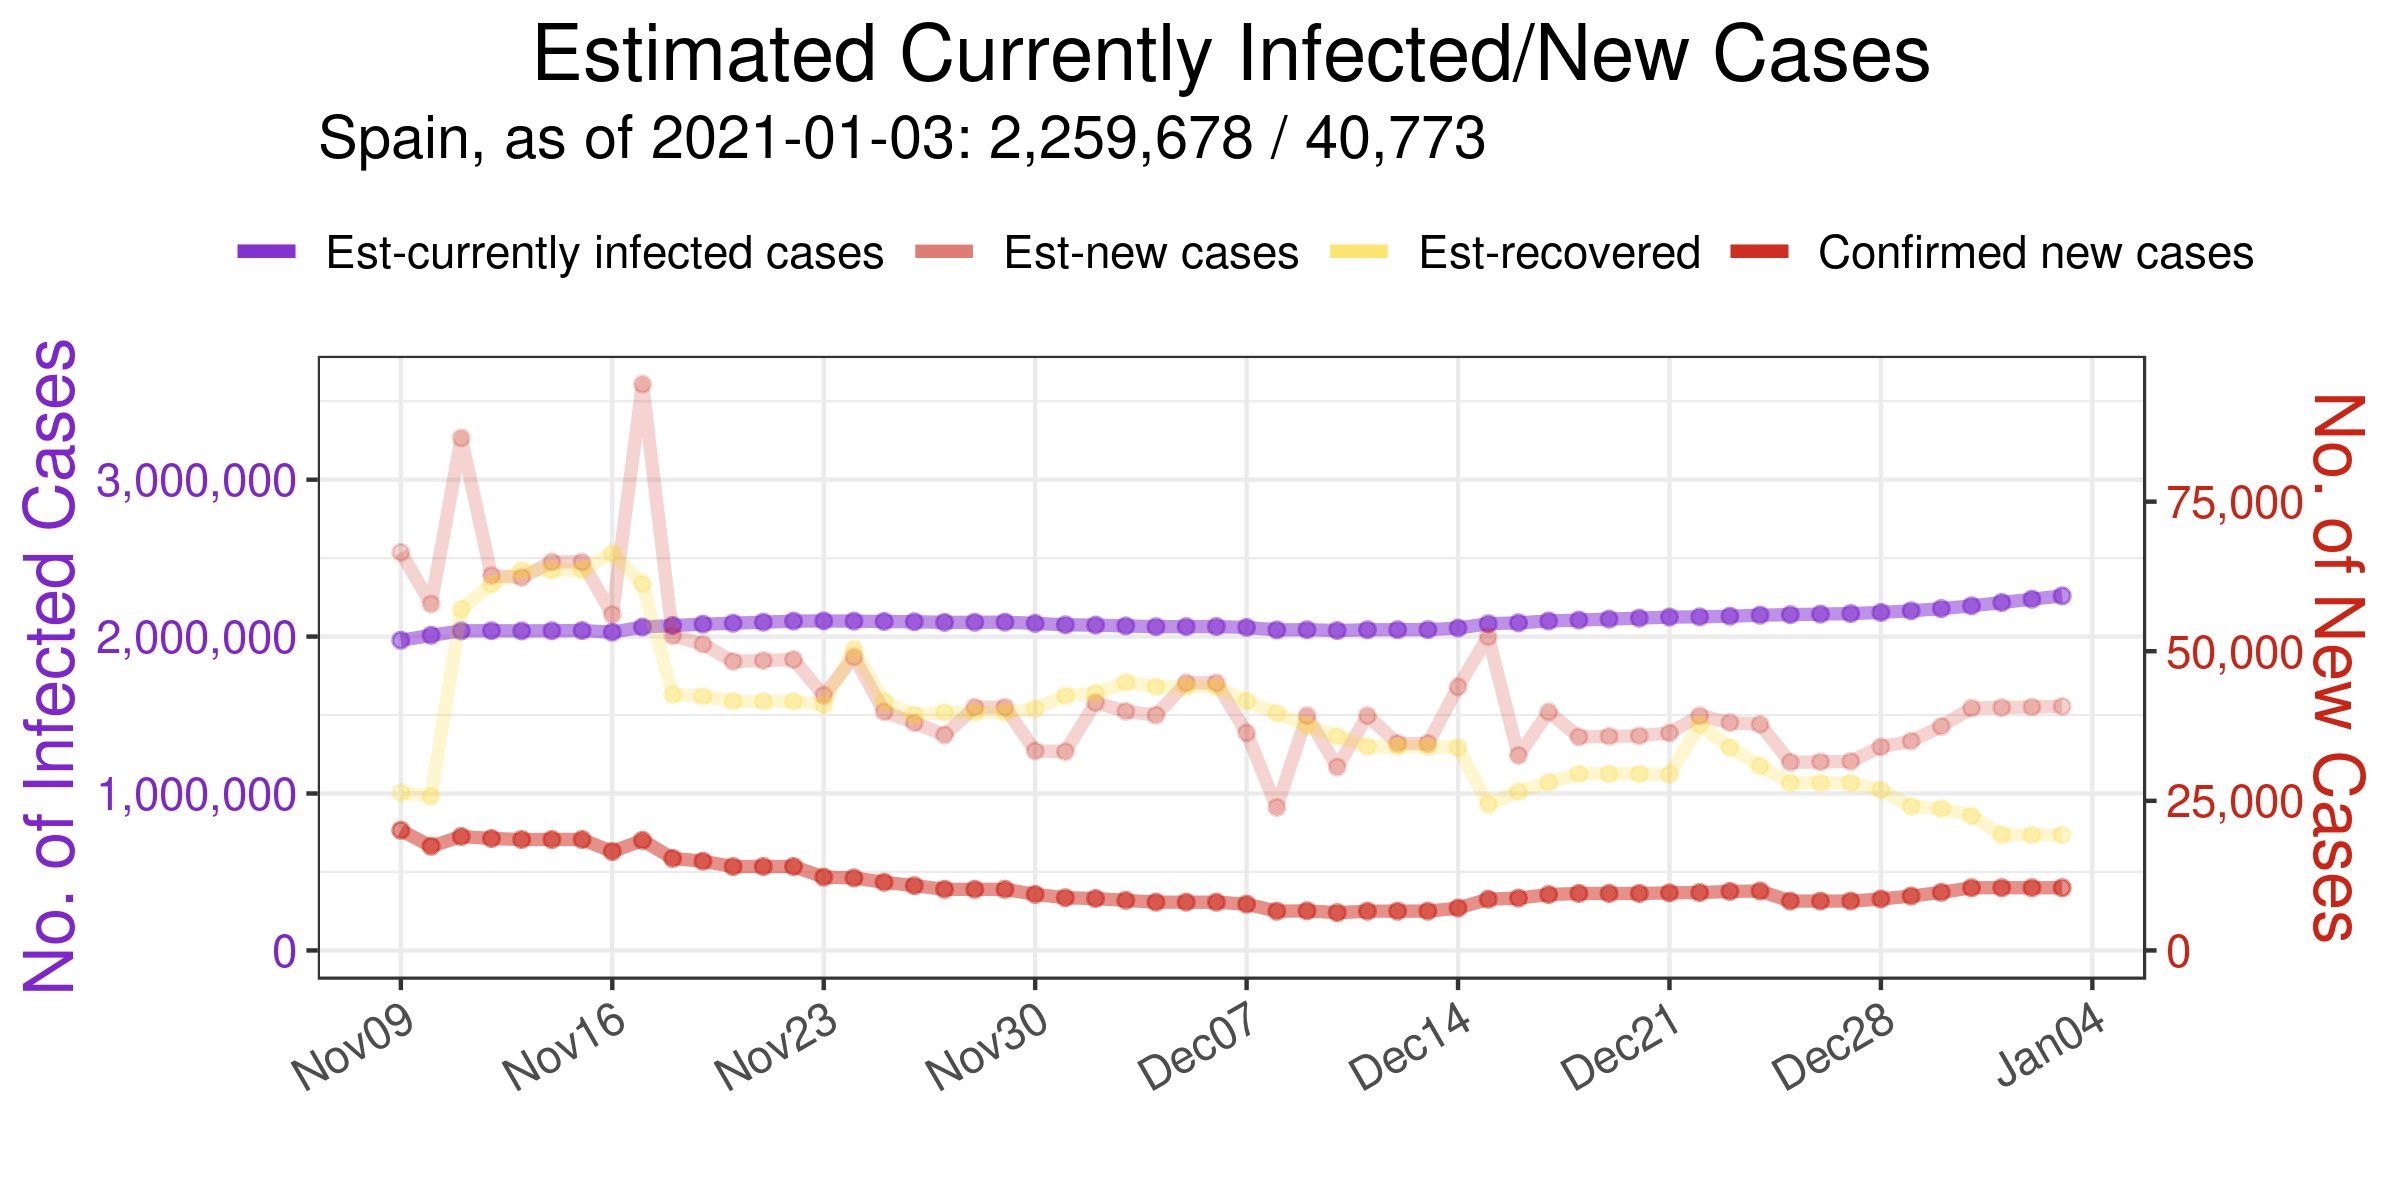 Estimated Currently Infected/New Cases
Spain, as of 2021-01-03: 2,259,678 / 40,773
Est-currently infected cases Est-new cases Est-recovered Confirmed new cases
No. of Infected Cases
3,000,000
2,000,000
1,000,000
0
No. of New Cases
75,000
50,000
25,000
0
Nov09 Nov16 Nov23 Nov30 Dec07 Dec14 Dec21 Dec28 Jan04